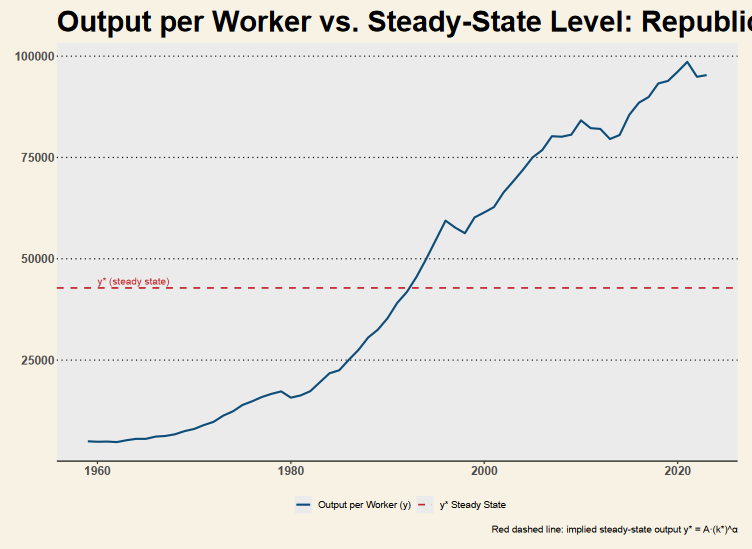 Output per Worker vs. Steady-State Level: Republic
100000
75000
50000
y* (steady state)
25000
1960 1980 2000 2020
Output per Worker (y) y* Steady State
Red dashed line: implied steady-state output y* = A·(k*)^α